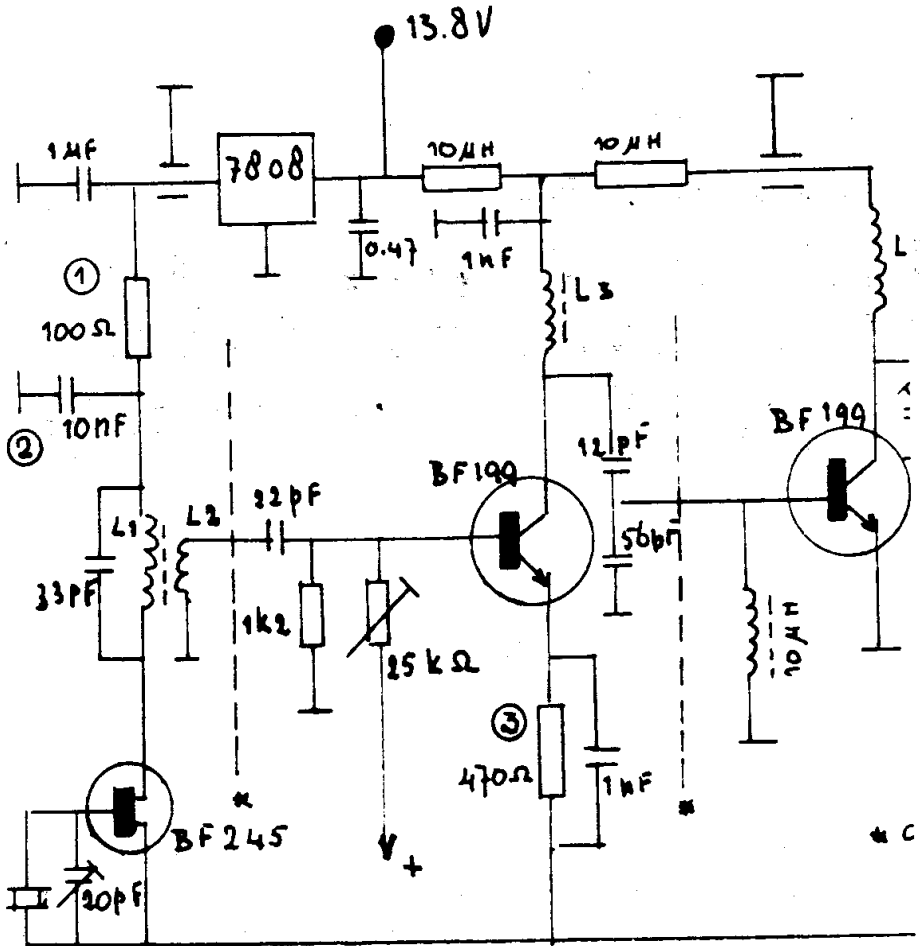 13.8V
1µF
7808
10µH
10µH
0.47
1nF
①
100Ω
L3
L
②
10nF
BF199
12pF
BF199
L1
L2
22pF
56pF
33pF
1k2
25kΩ
10µH
③
470Ω
1nF
*
*
BF245
+
* C
20pF